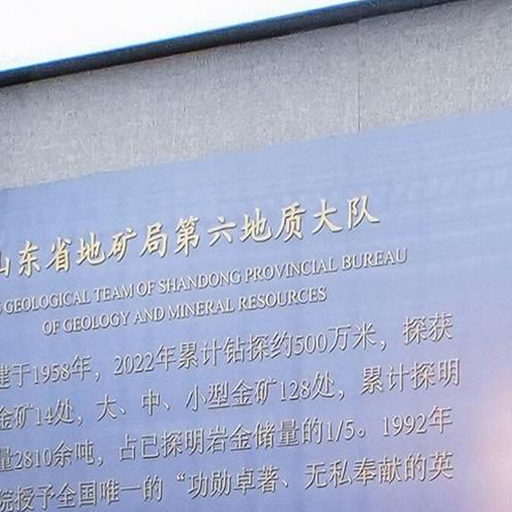 山东省地矿局第六地质大队
GEOLOGICAL TEAM OF SHANDONG PROVINCIAL BUREAU
OF GEOLOGY AND MINERAL RESOURCES
建于1958年，2022年累计钻探约500万米，探获
金矿14处，大、中、小型金矿128处，累计探明
量2810余吨，占已探明岩金储量的1/5。1992年
院授予全国唯一的“功勋卓著、无私奉献的英